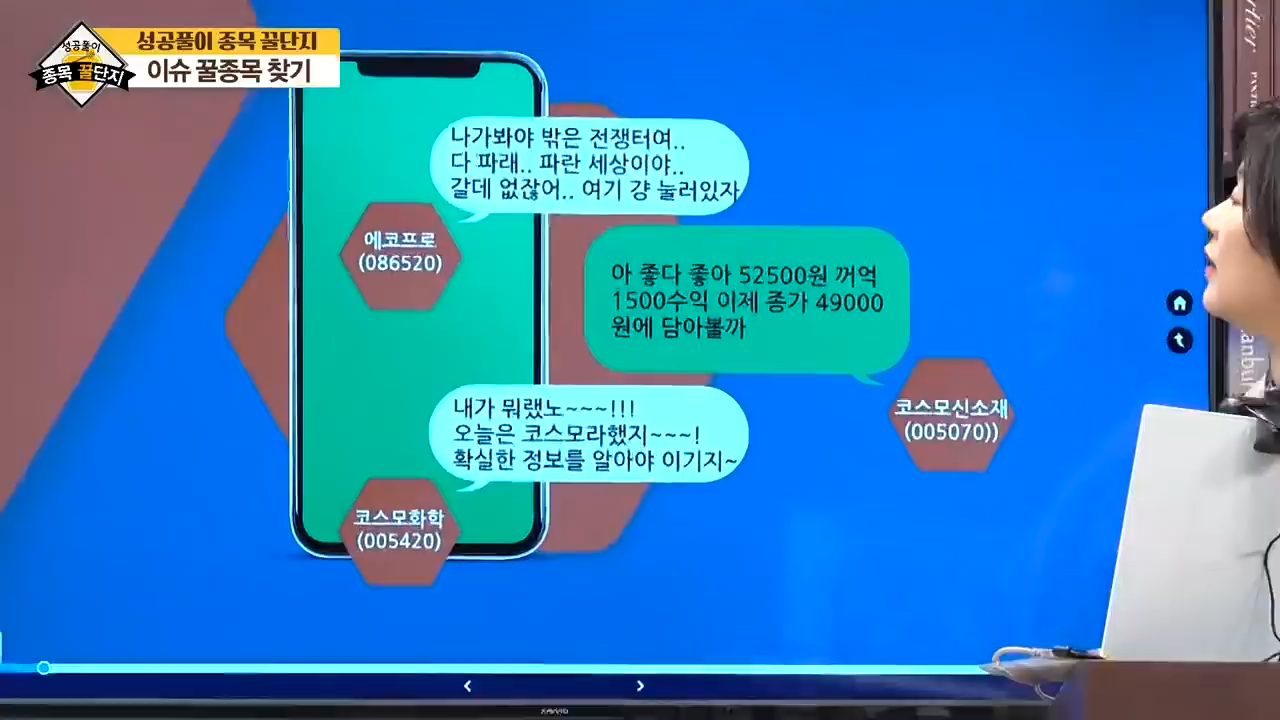 성공풀이 종목 꿀단지
이슈 꿀종목 찾기
성공풀이
종목 꿀단지
나가봐야 밖은 전쟁터여..
다 파래.. 파란 세상이야..
갈데 없잖어.. 여기 걍 눌러있자
에코프로
(086520)
아 좋다 좋아 52500원 꺼억
1500수익 이제 종가 49000
원에 담아볼까
코스모신소재
(005070))
내가 뭐랬노~~~!!!
오늘은 코스모라했지~~~!
확실한 정보를 알아야 이기지~
코스모화학
(005420)